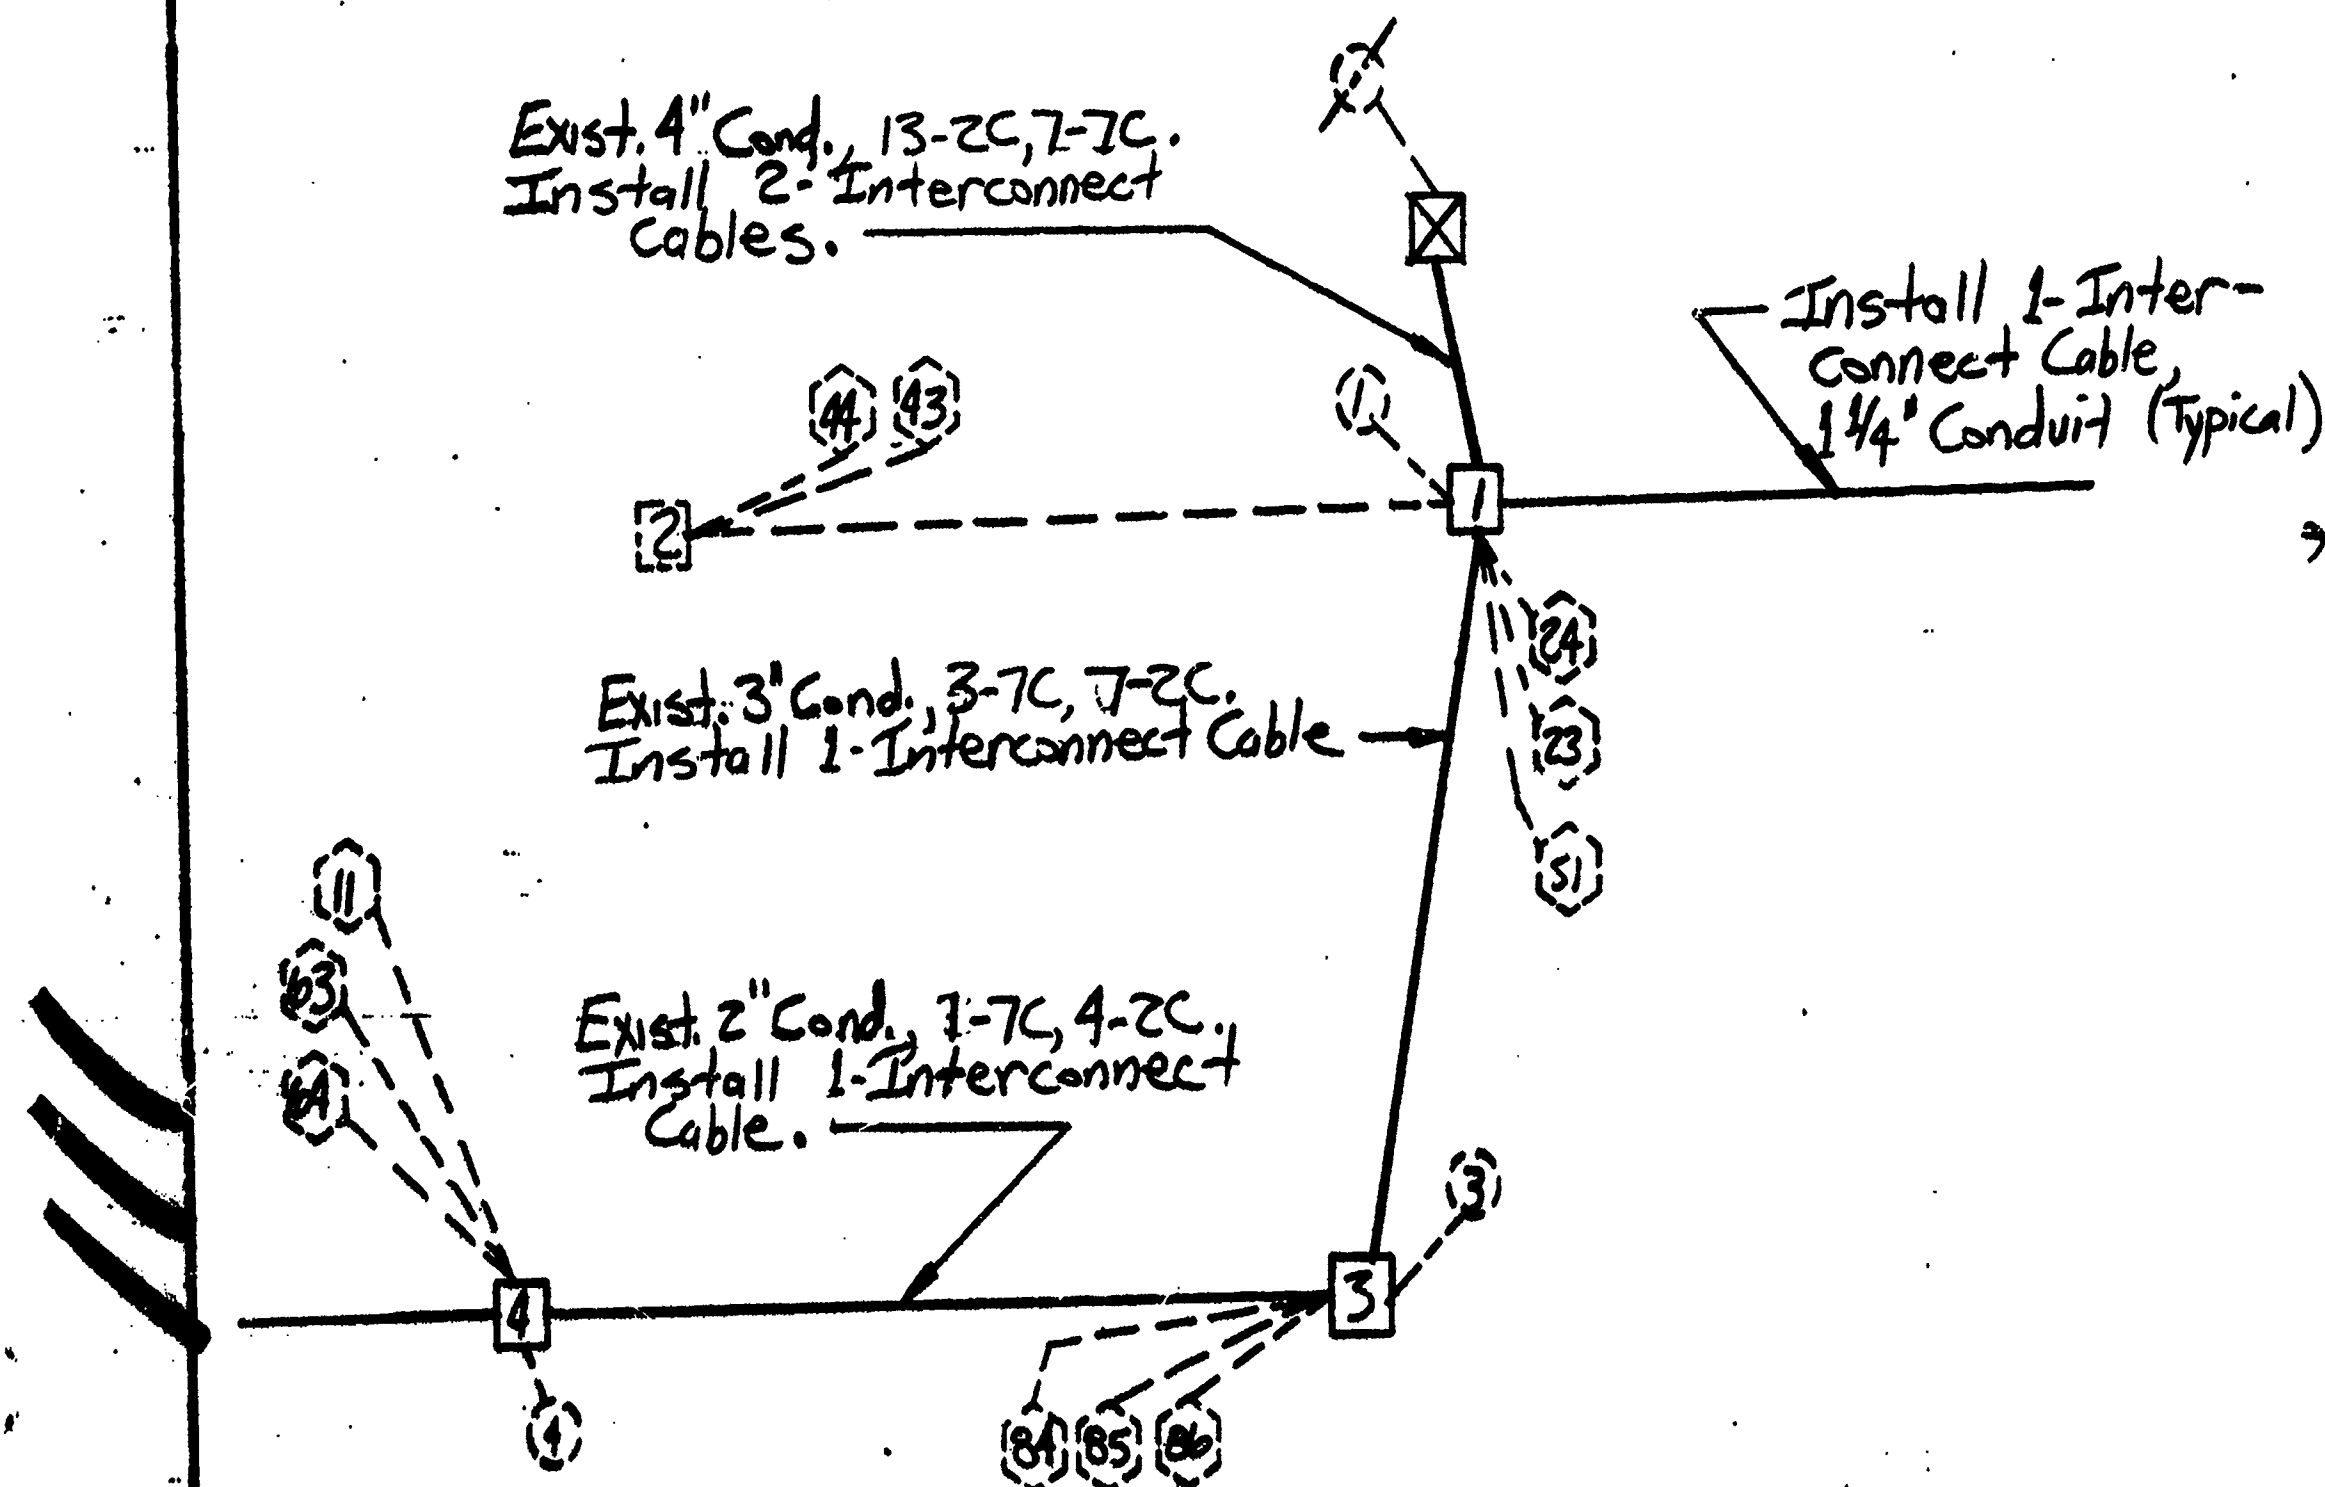 Exist. 4" Cond., 13-2C, 7-7C.
Install 2-Interconnect
Cables.
Install 1-Inter-
connect Cable,
1 1/4" Conduit (Typical)
44
43
1
2
1
24
Exist. 3" Cond., 3-7C, 7-2C.
Install 1-Interconnect Cable
23
51
11
63
64
Exist. 2" Cond., 1-7C, 4-2C.,
Install 1-Interconnect
Cable.
3
4
3
4
84
85
86